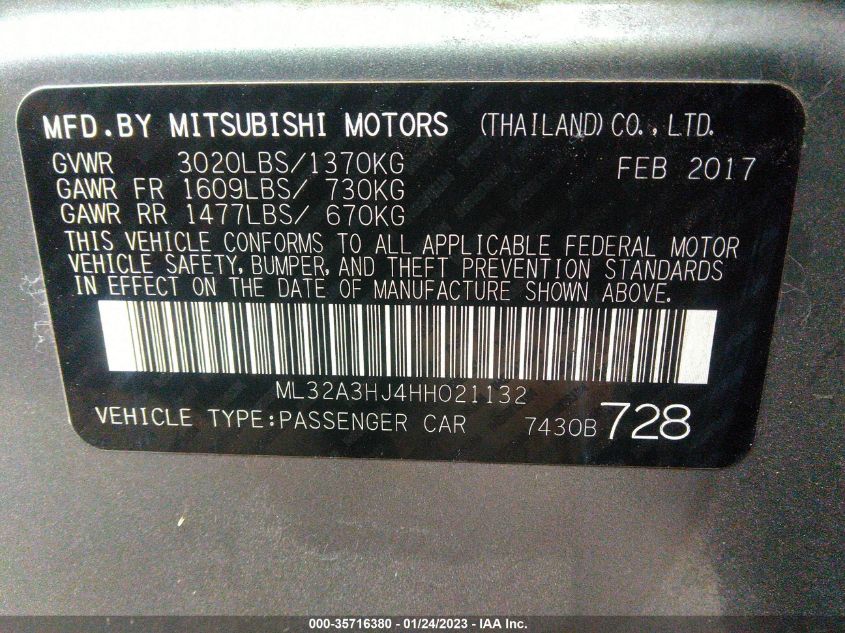 MFD.BY MITSUBISHI MOTORS (THAILAND) CO., LTD.
GVWR 3020LBS/1370KG FEB 2017
GAWR FR 1609LBS/ 730KG
GAWR RR 1477LBS/ 670KG
THIS VEHICLE CONFORMS TO ALL APPLICABLE FEDERAL MOTOR
VEHICLE SAFETY, BUMPER, AND THEFT PREVENTION STANDARDS
IN EFFECT ON THE DATE OF MANUFACTURE SHOWN ABOVE.
ML32A3HJ4HH021132
VEHICLE TYPE:PASSENGER CAR 7430B 728
000-35716380 - 01/24/2023 - IAA Inc.